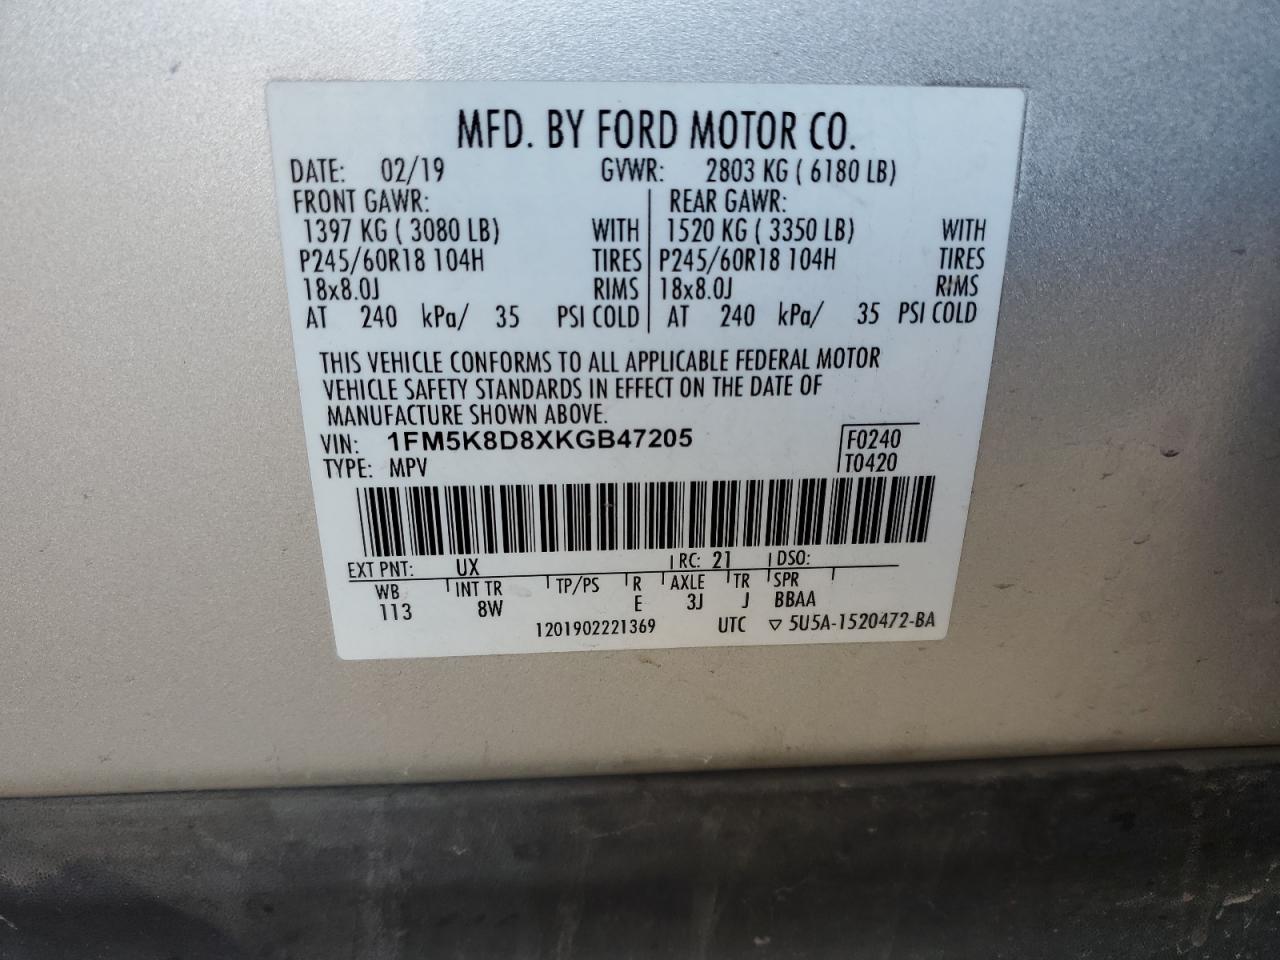 MFD. BY FORD MOTOR CO.
DATE: 02/19 GVWR: 2803 KG ( 6180 LB)
FRONT GAWR: REAR GAWR:
1397 KG ( 3080 LB) WITH 1520 KG ( 3350 LB) WITH
P245/60R18 104H TIRES P245/60R18 104H TIRES
18x8.0J RIMS 18x8.0J RIMS
AT 240 kPa/ 35 PSI COLD AT 240 kPa/ 35 PSI COLD
THIS VEHICLE CONFORMS TO ALL APPLICABLE FEDERAL MOTOR
VEHICLE SAFETY STANDARDS IN EFFECT ON THE DATE OF
MANUFACTURE SHOWN ABOVE.
VIN: 1FM5K8D8XKGB47205 F0240
TYPE: MPV T0420
EXT PNT: UX RC: 21 DSO:
WB INT TR TP/PS R AXLE TR SPR
113 8W E 3J J BBAA
1201902221369 UTC ▽ 5U5A-1520472-BA